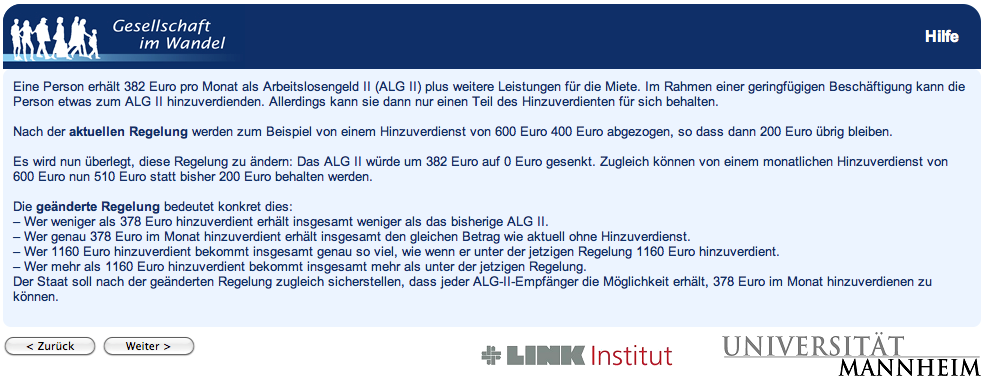 Gesellschaft
im Wandel
Hilfe
Eine Person erhält 382 Euro pro Monat als Arbeitslosengeld II (ALG II) plus weitere Leistungen für die Miete. Im Rahmen einer geringfügigen Beschäftigung kann die
Person etwas zum ALG II hinzuverdienden. Allerdings kann sie dann nur einen Teil des Hinzuverdienten für sich behalten.
Nach der aktuellen Regelung werden zum Beispiel von einem Hinzuverdienst von 600 Euro 400 Euro abgezogen, so dass dann 200 Euro übrig bleiben.
Es wird nun überlegt, diese Regelung zu ändern: Das ALG II würde um 382 Euro auf 0 Euro gesenkt. Zugleich können von einem monatlichen Hinzuverdienst von
600 Euro nun 510 Euro statt bisher 200 Euro behalten werden.
Die geänderte Regelung bedeutet konkret dies:
– Wer weniger als 378 Euro hinzuverdient erhält insgesamt weniger als das bisherige ALG II.
– Wer genau 378 Euro im Monat hinzuverdient erhält insgesamt den gleichen Betrag wie aktuell ohne Hinzuverdienst.
– Wer 1160 Euro hinzuverdient bekommt insgesamt genau so viel, wie wenn er unter der jetzigen Regelung 1160 Euro hinzuverdient.
– Wer mehr als 1160 Euro hinzuverdient bekommt insgesamt mehr als unter der jetzigen Regelung.
Der Staat soll nach der geänderten Regelung zugleich sicherstellen, dass jeder ALG-II-Empfänger die Möglichkeit erhält, 378 Euro im Monat hinzuverdienen zu
können.
< Zurück
Weiter >
LINK Institut
UNIVERSITÄT
MANNHEIM